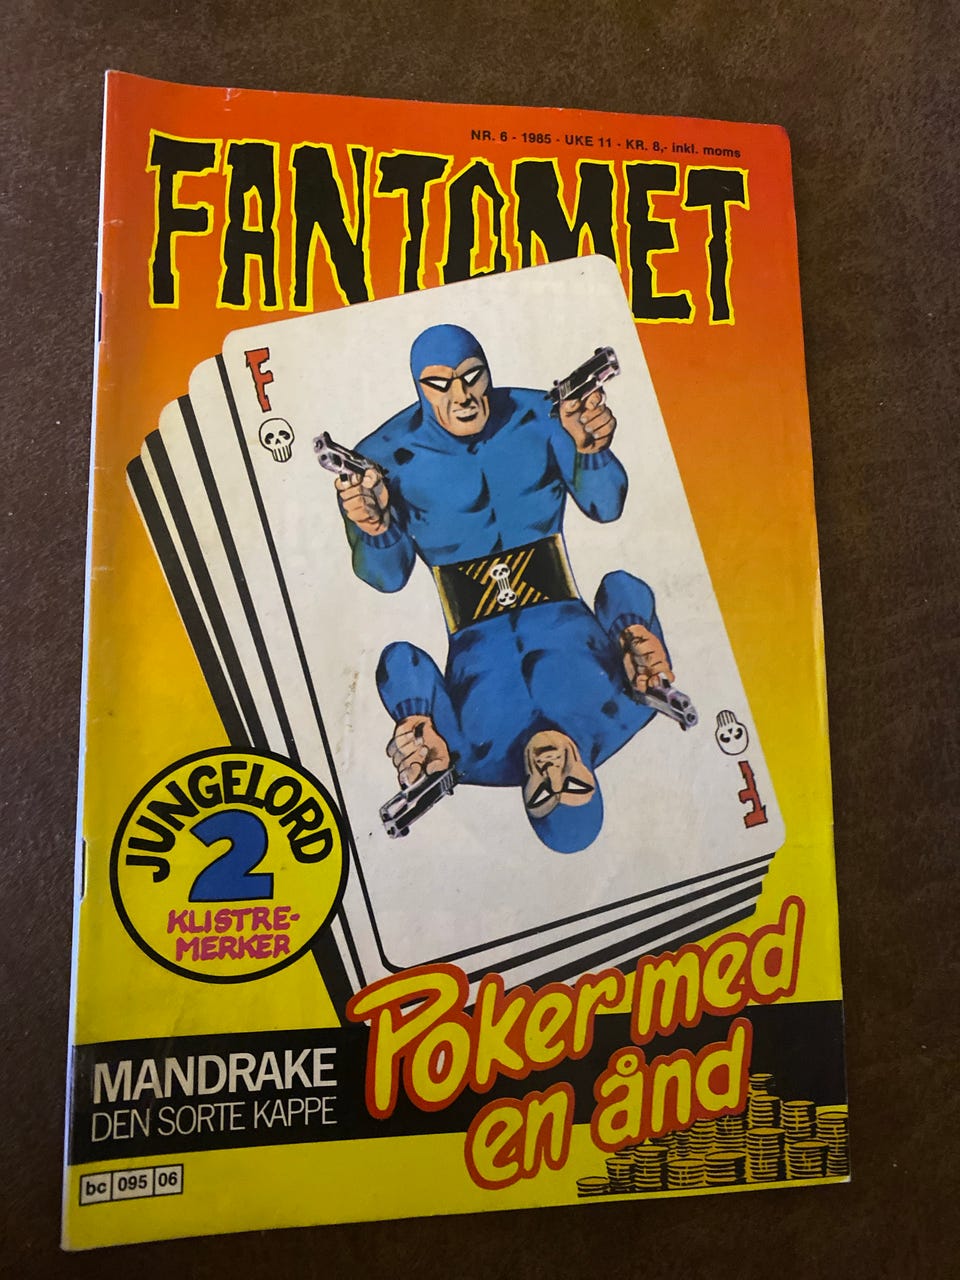 NR. 6 - 1985 - UKE 11 - KR. 8,- inkl. moms
FANTOMET
F
F
JUNGELORD
2
KLISTRE-
MERKER
Poker med
en ånd
MANDRAKE
DEN SORTE KAPPE
bc 095 06